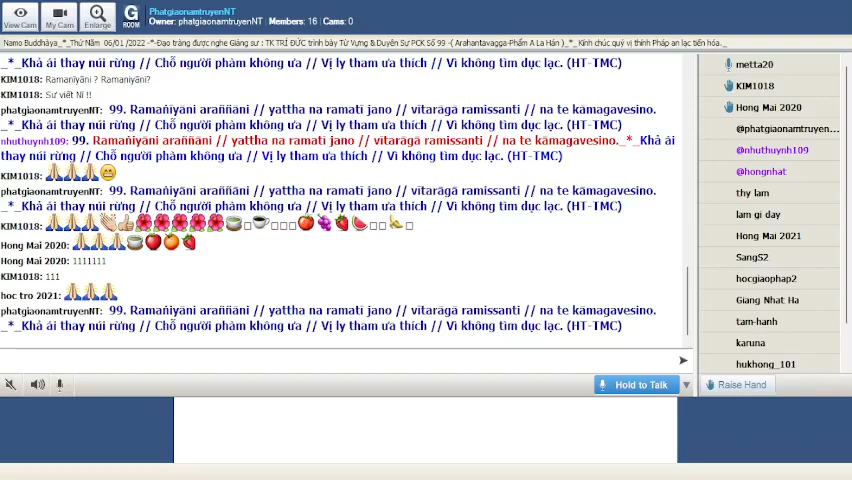 View Cam
My Cam
Enlarge
G
ROOM
PhatgiaonamtruyenNT
Owner: phatgiaonamtruyenNT | Members: 16 | Cams: 0
Namo Buddhàya_*_Thứ Năm 06/01/2022 -*-Đạo tràng được nghe Giảng sư : TK TRÍ ĐỨC trình bày Từ Vựng & Duyên Sự PCK Số 99 -( Arahantavagga-Phẩm A La Hán )_*_ Kính chúc quý vị thính Pháp an lạc tiến hóa._
_*_Khả ái thay núi rừng // Chỗ người phàm không ưa // Vị ly tham ưa thích // Vì không tìm dục lạc. (HT-TMC)
KIM1018: Ramanìyāni ? Ramaniyāni?
KIM1018: Sư viết Ní !!
phatgiaonamtruyenNT: 99. Ramaṅīyāni araññāni // yattha na ramatī jano // vītarāgā ramissanti // na te kāmagavesino.
_*_Khả ái thay núi rừng // Chỗ người phàm không ưa // Vị ly tham ưa thích // Vì không tìm dục lạc. (HT-TMC)
nhuthuynh109: 99. Ramaṅiyāni araññāni // yattha na ramatī jano // vītarāgā ramissanti // na te kāmagavesino._*_Khả ái
thay núi rừng // Chỗ người phàm không ưa // Vị ly tham ưa thích // Vì không tìm dục lạc. (HT-TMC)
KIM1018: 🙏🙏🙏😁
phatgiaonamtruyenNT: 99. Ramaṅīyāni araññāni // yattha na ramatī jano // vītarāgā ramissanti // na te kāmagavesino.
_*_Khả ái thay núi rừng // Chỗ người phàm không ưa // Vị ly tham ưa thích // Vì không tìm dục lạc. (HT-TMC)
KIM1018: 🙏🙏🙏👏👍🌺🌺🌺🌺🌺🍵☕🍅🍇🍓🍉🍌
Hong Mai 2020: 🙏🙏🙏🍵🍎🍊🍓
Hong Mai 2020: 1111111
KIM1018: 111
hoc tro 2021: 🙏🙏🙏
phatgiaonamtruyenNT: 99. Ramaṅiyāni araññāni // yattha na ramatī jano // vītarāgā ramissanti // na te kāmagavesino.
_*_Khả ái thay núi rừng // Chỗ người phàm không ưa // Vị ly tham ưa thích // Vì không tìm dục lạc. (HT-TMC)
Hold to Talk
Raise Hand
metta20
KIM1018
Hong Mai 2020
@phatgiaonamtruyen...
@nhuthuynh109
@hongnhat
thy lam
lam gi day
Hong Mai 2021
SangS2
hocgiaophap2
Giang Nhat Ha
tam-hanh
karuna
hukhong_101